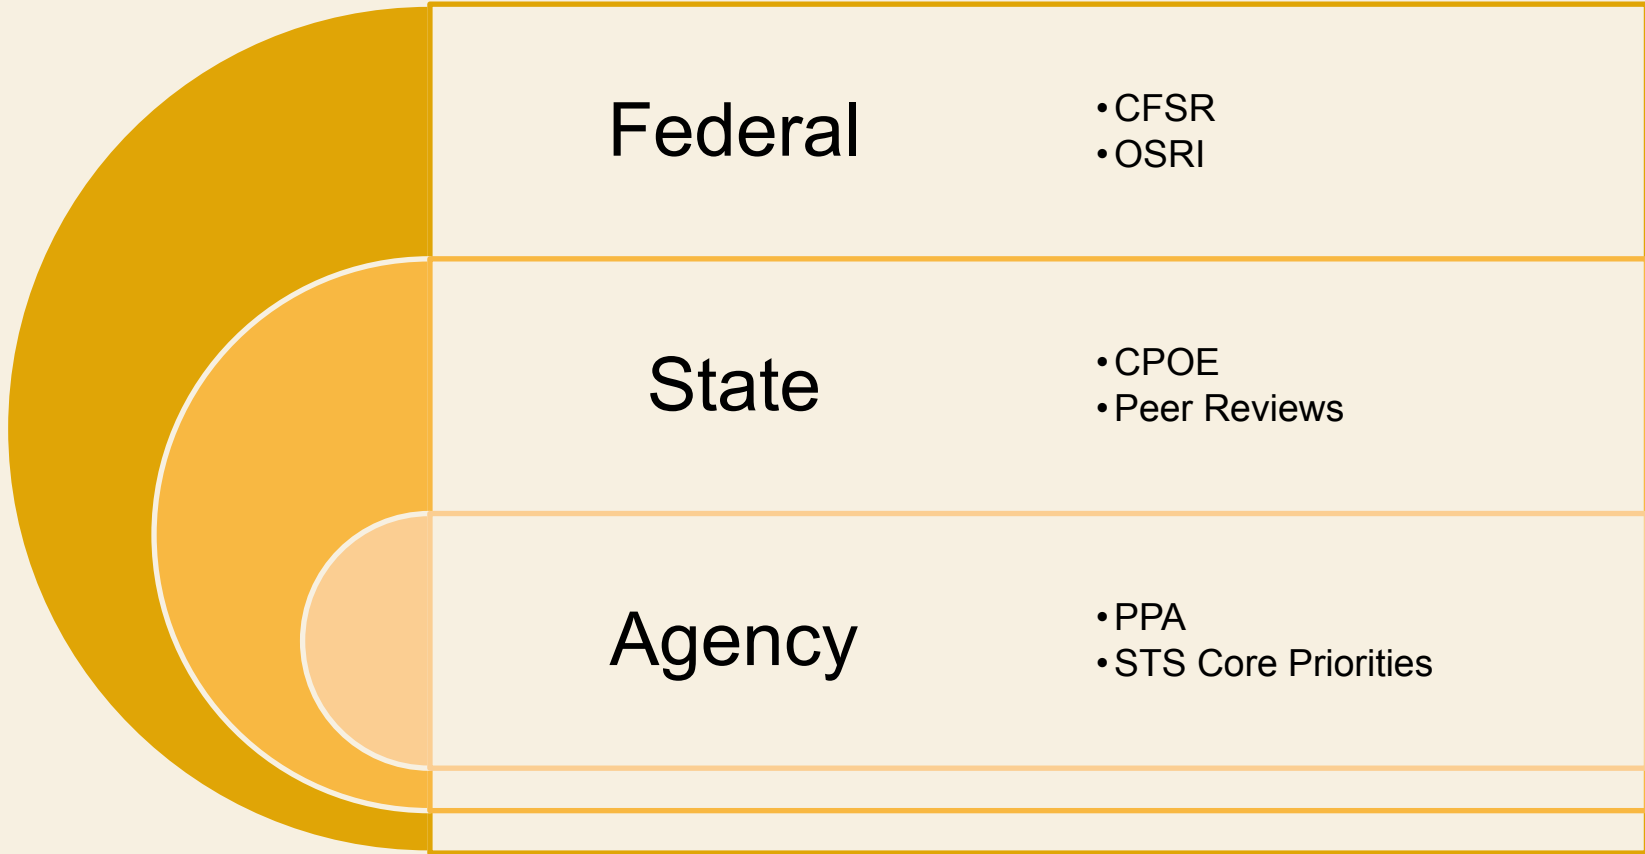 Federal
• CFSR
• OSRI
State
• CPOE
• Peer Reviews
Agency
• PPA
• STS Core Priorities